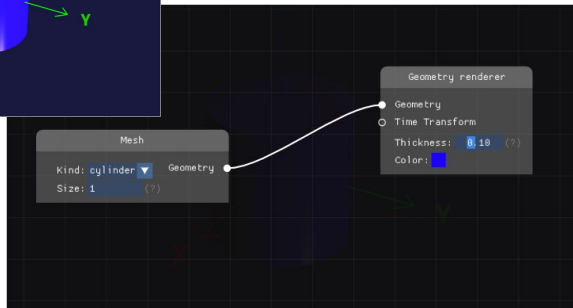 Y
Geometry renderer
Geometry
Time Transform
Thickness: 0.10 (?)
Color:
Mesh
Kind: cylinder Geometry
Size: 1 (?)
X
Y